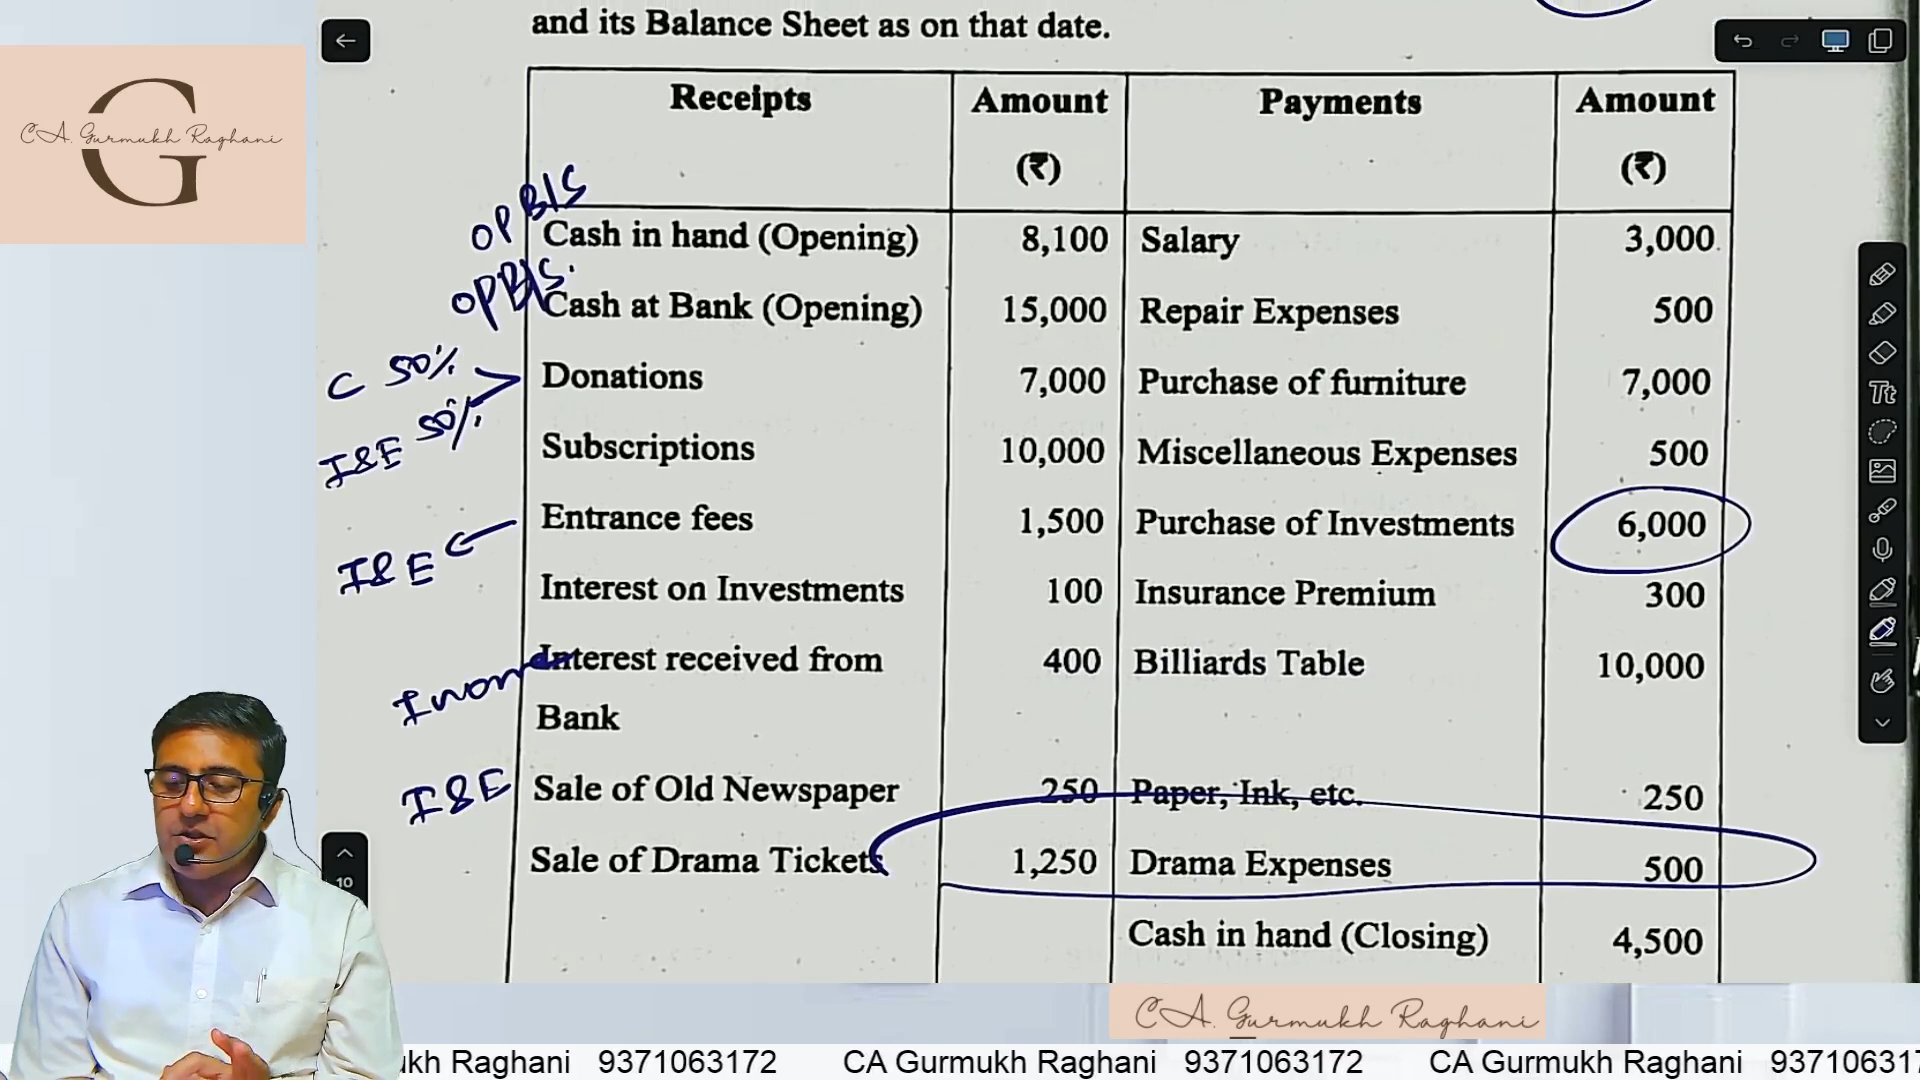 and its Balance Sheet as on that date.
CA. Gurmukh Raghani
G
Receipts Amount (₹) Payments Amount (₹)
OP B/S
Cash in hand (Opening) 8,100 Salary 3,000
OP B/S.
Cash at Bank (Opening) 15,000 Repair Expenses 500
C 50%
Donations 7,000 Purchase of furniture 7,000
I&E 50%
Subscriptions 10,000 Miscellaneous Expenses 500
Entrance fees 1,500 Purchase of Investments 6,000
I&E
Interest on Investments 100 Insurance Premium 300
Interest received from Bank 400 Billiards Table 10,000
I&E Sale of Old Newspaper 250 Paper, Ink, etc. 250
Sale of Drama Tickets 1,250 Drama Expenses 500
Cash in hand (Closing) 4,500
Tt
10
CA. Gurmukh Raghani
ukh Raghani 9371063172 CA Gurmukh Raghani 9371063172 CA Gurmukh Raghani 937106317